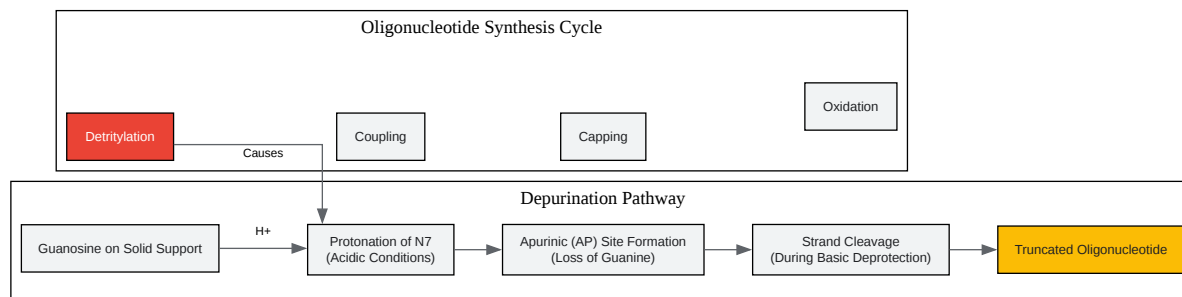 Oligonucleotide Synthesis Cycle
Oxidation
Detritylation
Coupling
Capping
Causes
Depurination Pathway
Guanosine on Solid Support
H+
Protonation of N7
(Acidic Conditions)
Apurinic (AP) Site Formation
(Loss of Guanine)
Strand Cleavage
(During Basic Deprotection)
Truncated Oligonucleotide